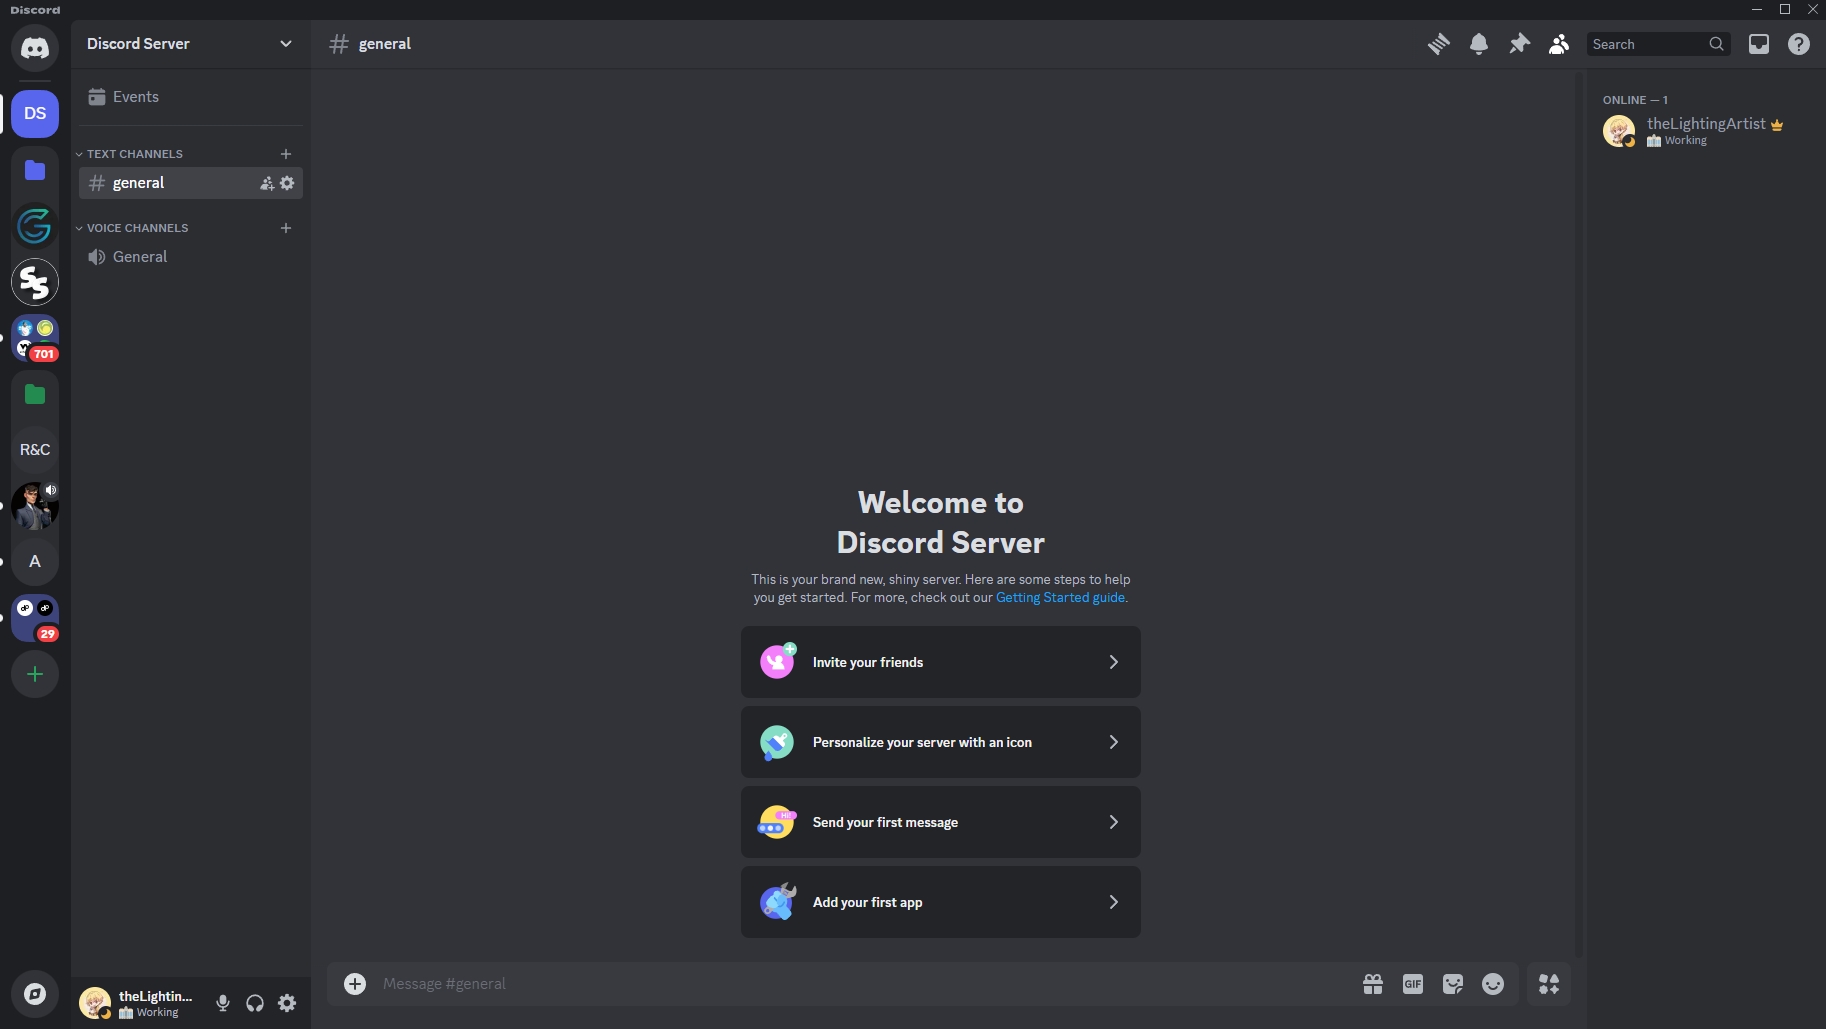 Discord
Discord Server
general
Search
DS
Events
ONLINE — 1
theLightingArtist
Working
TEXT CHANNELS
general
VOICE CHANNELS
General
701
R&C
A
29
Welcome to
Discord Server
This is your brand new, shiny server. Here are some steps to help
you get started. For more, check out our Getting Started guide.
Invite your friends
Personalize your server with an icon
Send your first message
Add your first app
Message #general
GIF
theLightin...
Working